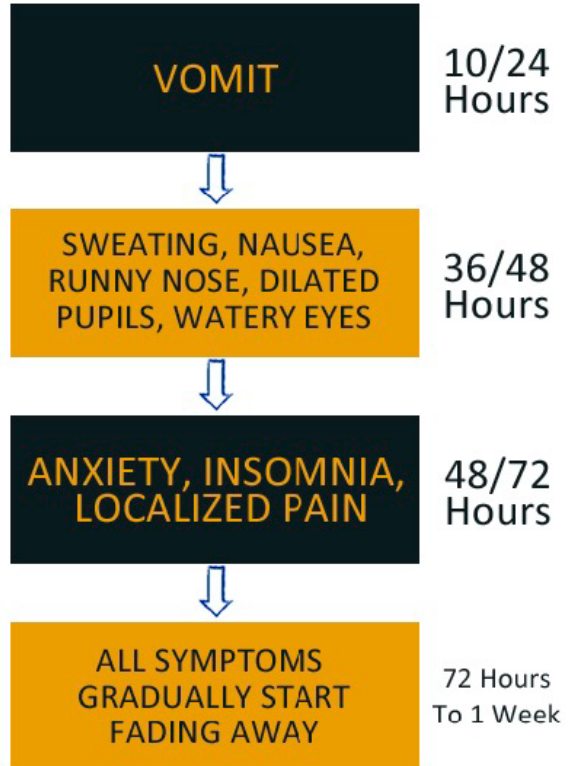 VOMIT
10/24
Hours
SWEATING, NAUSEA,
RUNNY NOSE, DILATED
PUPILS, WATERY EYES
36/48
Hours
ANXIETY, INSOMNIA,
LOCALIZED PAIN
48/72
Hours
ALL SYMPTOMS
GRADUALLY START
FADING AWAY
72 Hours
To 1 Week